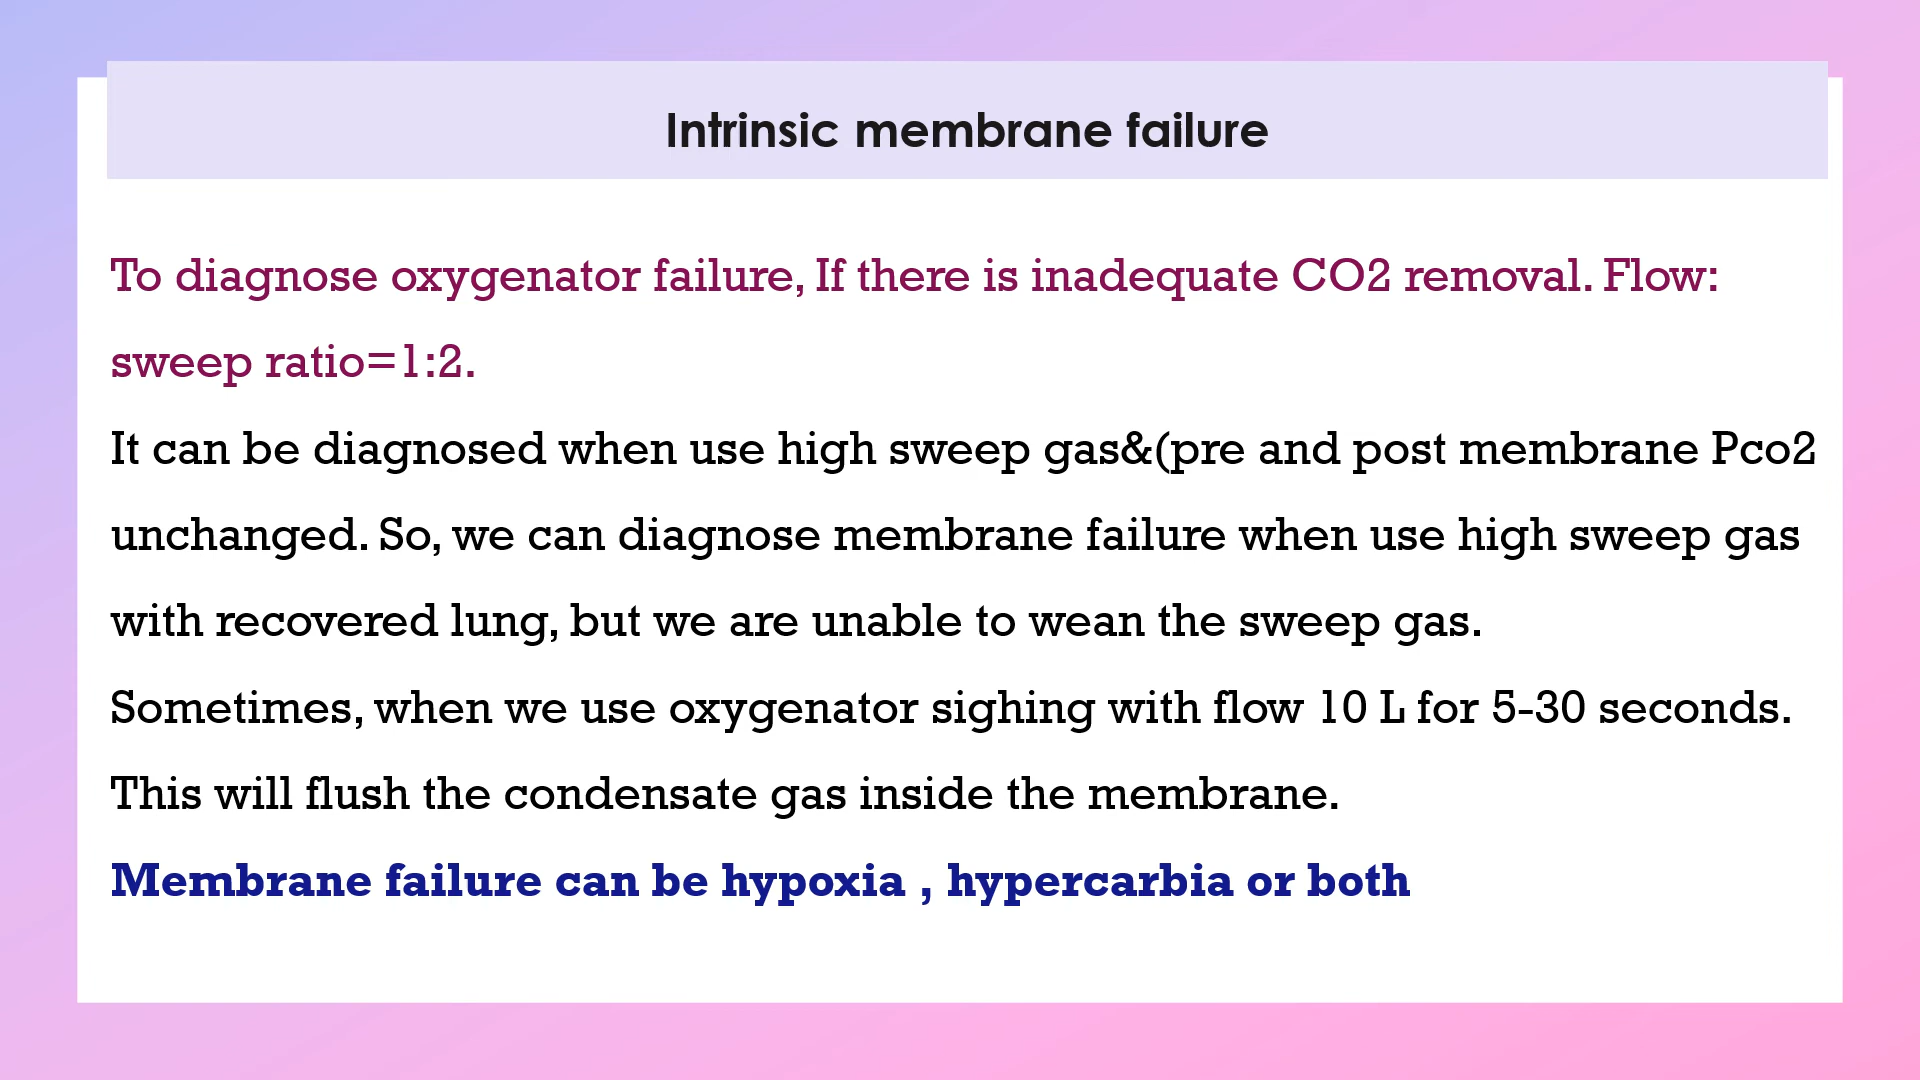 Intrinsic membrane failure
To diagnose oxygenator failure, If there is inadequate CO2 removal. Flow:
sweep ratio=1:2.
It can be diagnosed when use high sweep gas&(pre and post membrane Pco2
unchanged. So, we can diagnose membrane failure when use high sweep gas
with recovered lung, but we are unable to wean the sweep gas.
Sometimes, when we use oxygenator sighing with flow 10 L for 5-30 seconds.
This will flush the condensate gas inside the membrane.
Membrane failure can be hypoxia , hypercarbia or both